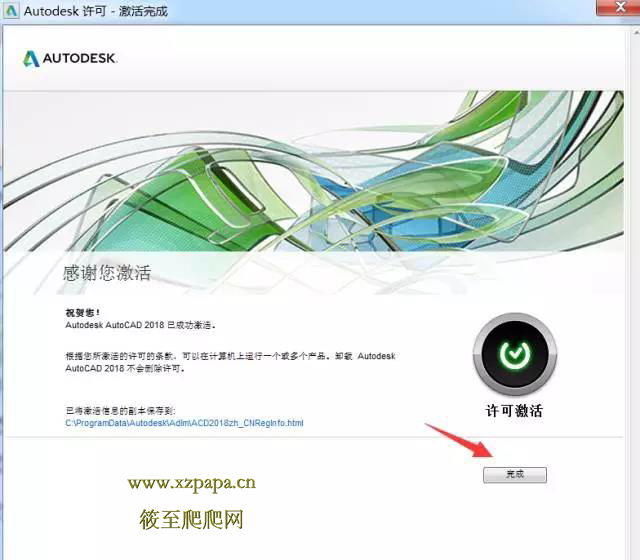 Autodesk 许可 - 激活完成
AUTODESK.
感谢您激活
祝贺您！
Autodesk AutoCAD 2018 已成功激活。
根据您所激活的许可的条款，可以在计算机上运行一个或多个产品。卸载 Autodesk
AutoCAD 2018 不会删除许可。
已将激活信息的副本保存到:
C:\ProgramData\Autodesk\Adlm\ACD2018zh_CNRegInfo.html
许可激活
完成
www.xzpapa.cn
筱至爬爬网